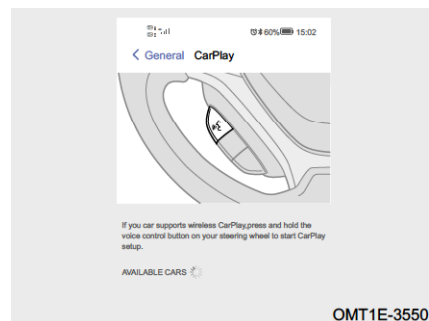 60% 15:02
General CarPlay
If you car supports wireless CarPlay,press and hold the
voice control button on your steering wheel to start CarPlay
setup.
AVAILABLE CARS
OMT1E-3550